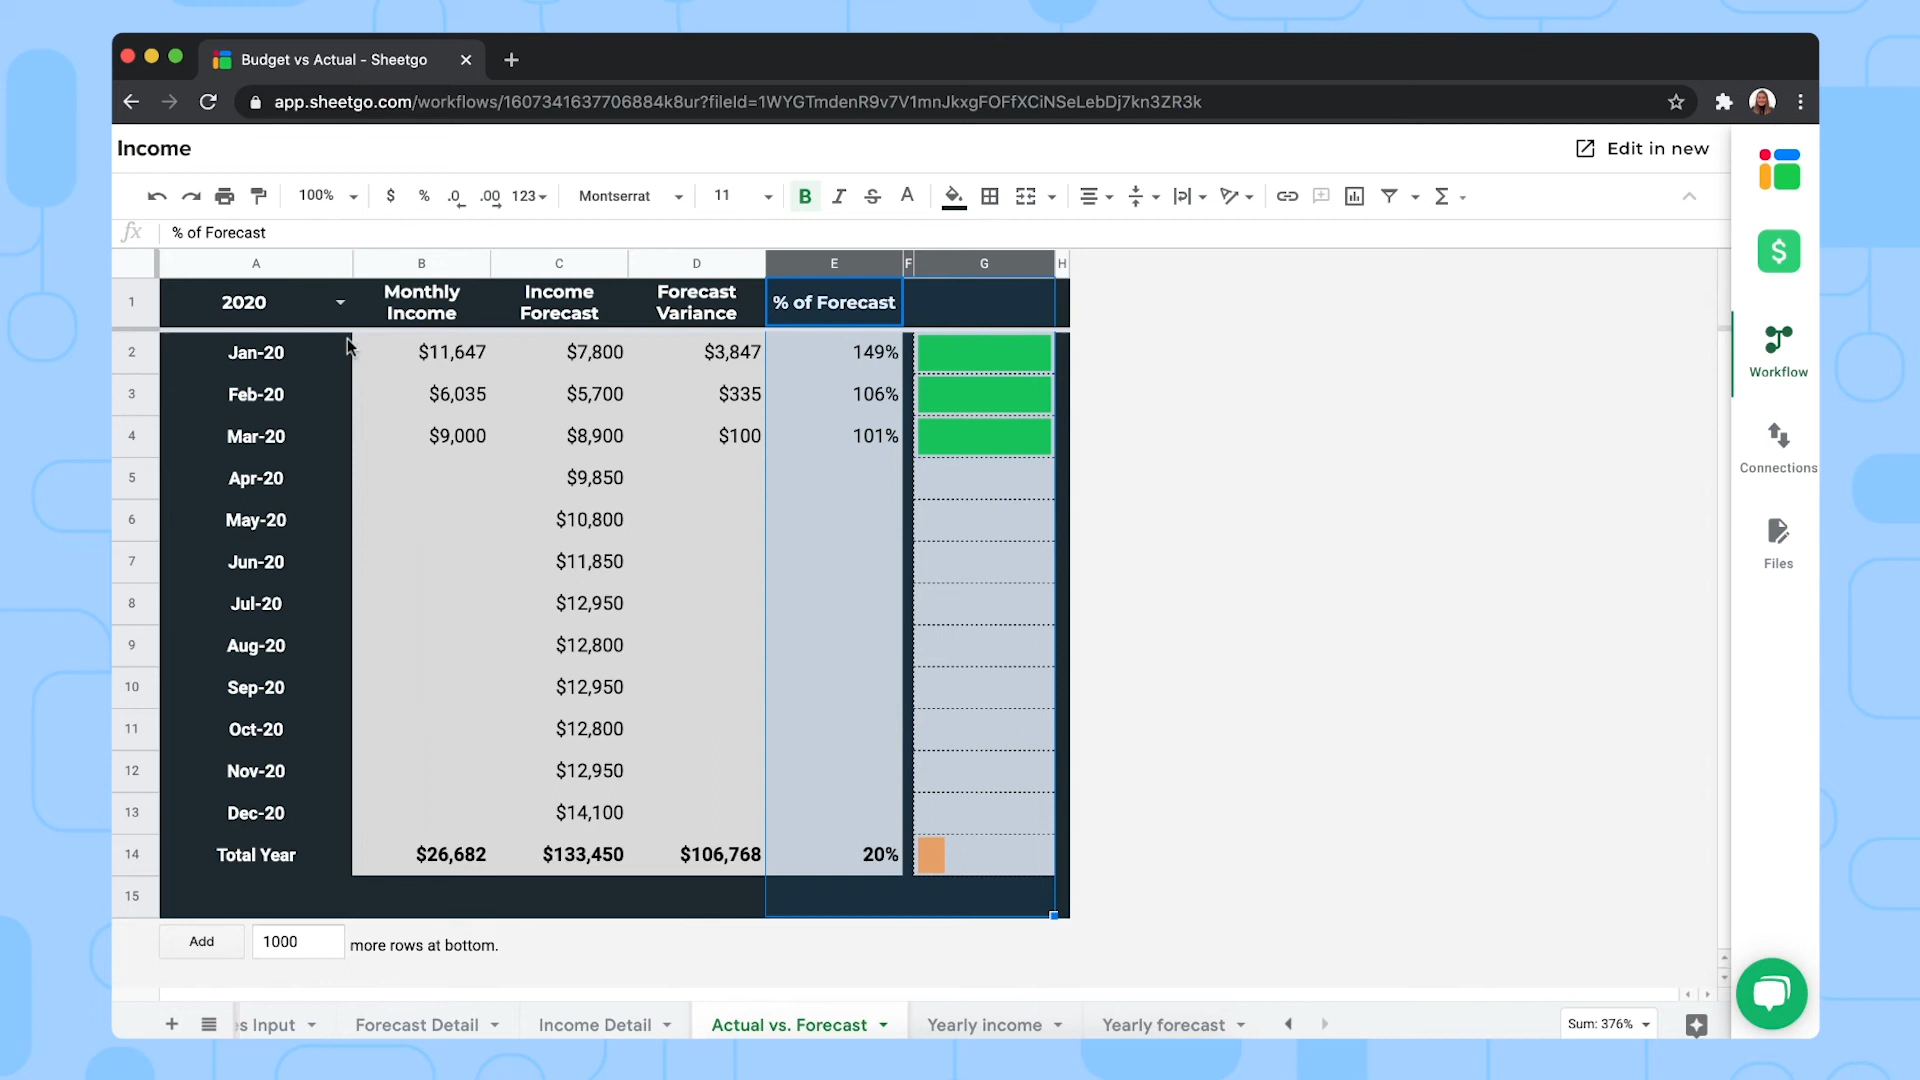 Budget vs Actual - Sheetgo
app.sheetgo.com/workflows/1607341637706884k8ur?fileId=1WYGTmdenR9v7V1mnJkxgFOFfXCiNSeLebDj7kn3ZR3k
Income
Edit in new
100% $ % .0 .00 123 Montserrat 11 B I S A
fx % of Forecast
A B C D E F G H
1 2020 Monthly Income Income Forecast Forecast Variance % of Forecast
2 Jan-20 $11,647 $7,800 $3,847 149%
3 Feb-20 $6,035 $5,700 $335 106%
4 Mar-20 $9,000 $8,900 $100 101%
5 Apr-20 $9,850
6 May-20 $10,800
7 Jun-20 $11,850
8 Jul-20 $12,950
9 Aug-20 $12,800
10 Sep-20 $12,950
11 Oct-20 $12,800
12 Nov-20 $12,950
13 Dec-20 $14,100
14 Total Year $26,682 $133,450 $106,768 20%
15
Add 1000 more rows at bottom.
s Input Forecast Detail Income Detail Actual vs. Forecast Yearly income Yearly forecast Sum: 376%
$
Workflow
Connections
Files